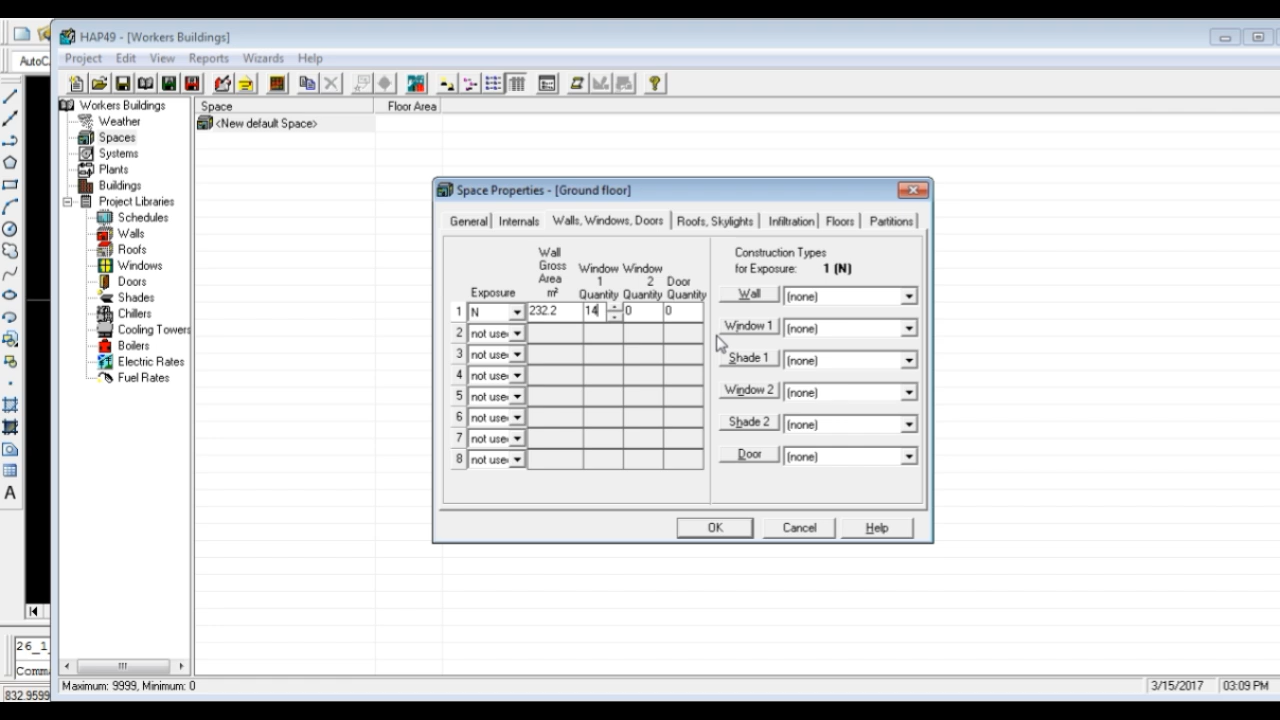 HAP49 - [Workers Buildings]
Project Edit View Reports Wizards Help
AutoC
Workers Buildings
Weather
Spaces
Systems
Plants
Buildings
Project Libraries
Schedules
Walls
Roofs
Windows
Doors
Shades
Chillers
Cooling Towers
Boilers
Electric Rates
Fuel Rates
Space Floor Area
<New default Space>
Space Properties - [Ground floor]
General Internals Walls, Windows, Doors Roofs, Skylights Infiltration Floors Partitions
Exposure
Wall
Gross
Area
m²
Window
1
Quantity
Window
2
Quantity
Door
Quantity
1 N 232.2 14 0 0
2 not use
3 not use
4 not use
5 not use
6 not use
7 not use
8 not use
Construction Types
for Exposure: 1 (N)
Wall (none)
Window 1 (none)
Shade 1 (none)
Window 2 (none)
Shade 2 (none)
Door (none)
OK Cancel Help
A
26_1
Comm
832.9599
Maximum: 9999, Minimum: 0
3/15/2017 03:09 PM